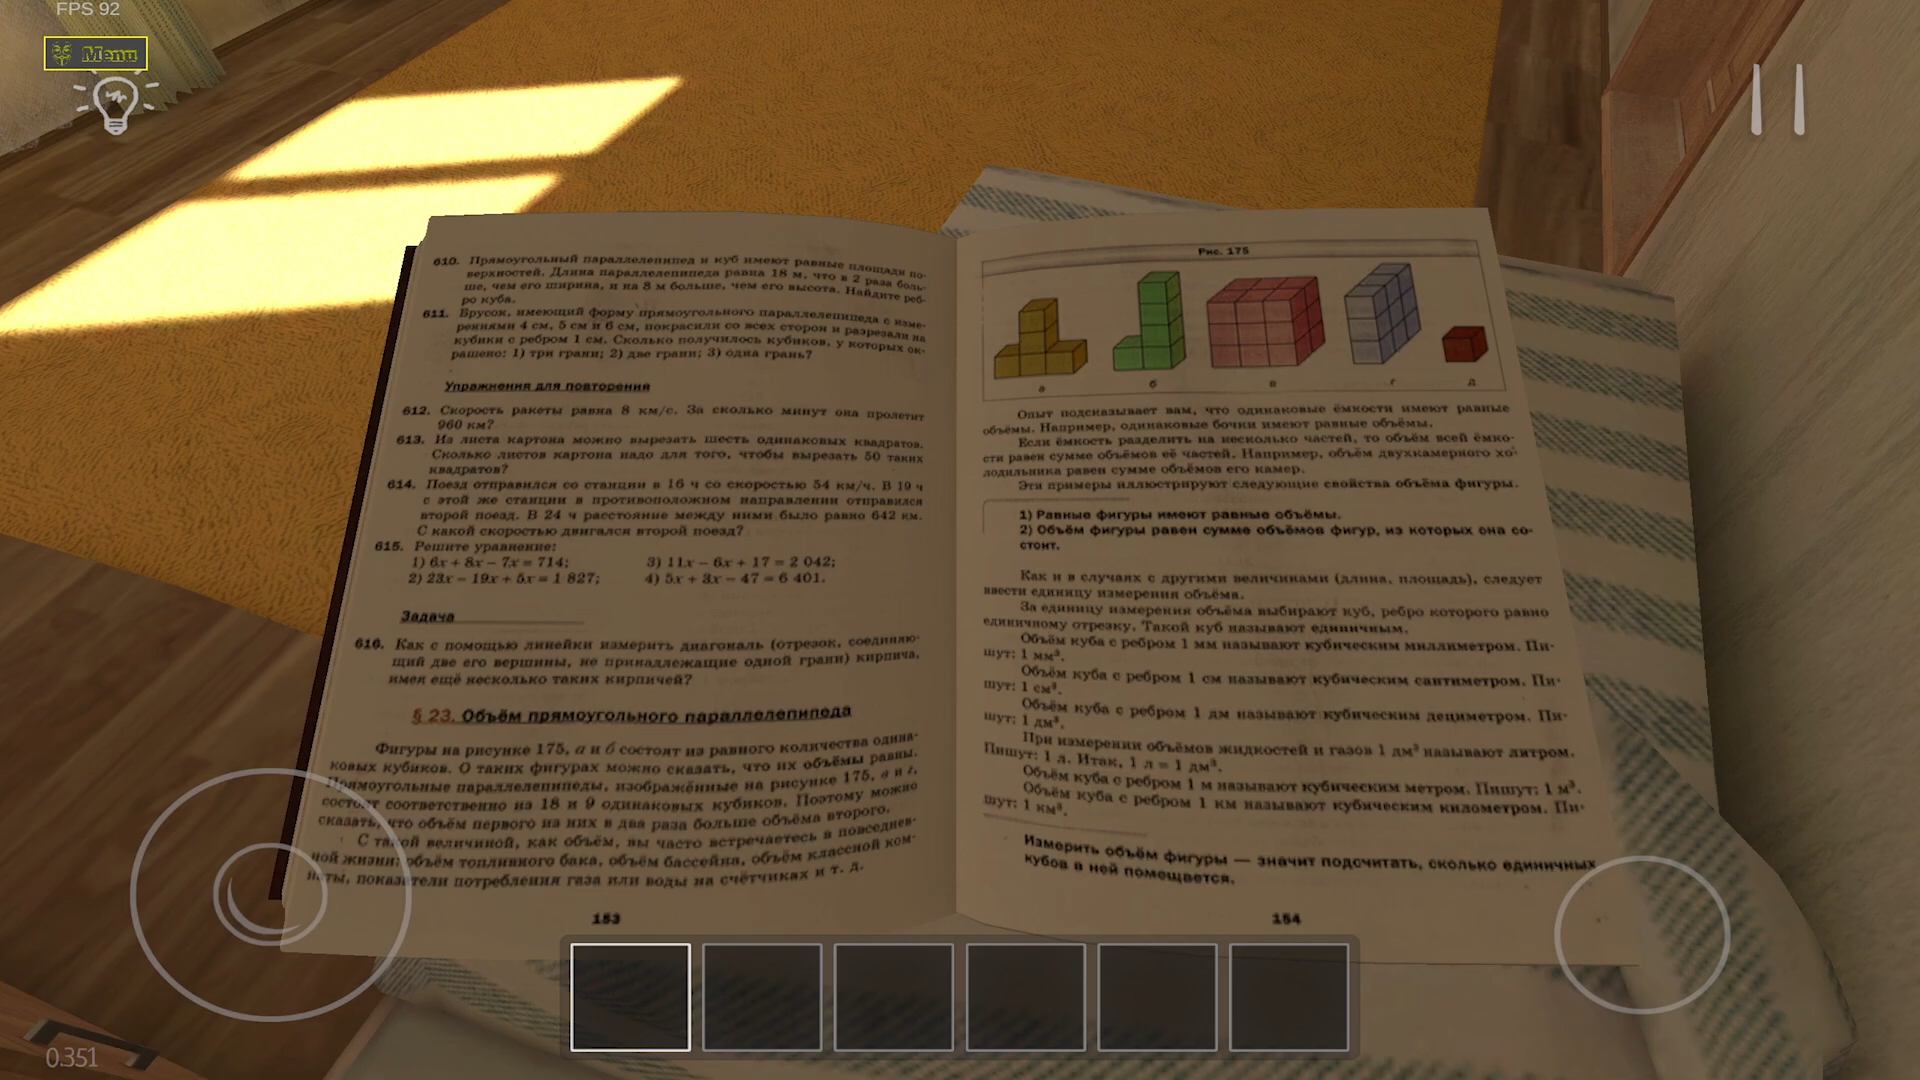 FPS 92
Menu
610. Прямоугольный параллелепипед и куб имеют равные площади по-
верхностей. Длина параллелепипеда равна 18 м, что в 2 раза боль-
ше, чем его ширина, и на 8 м больше, чем его высота. Найдите реб-
ро куба.
611. Брусок, имеющий форму прямоугольного параллелепипеда с изме-
рениями 4 см, 5 см и 6 см, покрасили со всех сторон и разрезали на
кубики с ребром 1 см. Сколько получилось кубиков, у которых ок-
рашено: 1) три грани; 2) две грани; 3) одна грань?
Упражнения для повторения
612. Скорость ракеты равна 8 км/с. За сколько минут она пролетит
960 км?
613. Из листа картона можно вырезать шесть одинаковых квадратов.
Сколько листов картона надо для того, чтобы вырезать 50 таких
квадратов?
614. Поезд отправился со станции в 16 ч со скоростью 54 км/ч. В 19 ч
с этой же станции в противоположном направлении отправился
второй поезд. В 24 ч расстояние между ними было равно 642 км.
С какой скоростью двигался второй поезд?
615. Решите уравнение:
1) 6x + 8x − 7x = 714; 3) 11x − 6x + 17 = 2 042;
2) 23x − 19x + 5x = 1 827; 4) 5x + 3x − 47 = 6 401.
Задача
616. Как с помощью линейки измерить диагональ (отрезок, соединяю-
щий две его вершины, не принадлежащие одной грани) кирпича,
имея ещё несколько таких кирпичей?
§ 23. Объём прямоугольного параллелепипеда
Фигуры на рисунке 175, а и б состоят из равного количества одина-
ковых кубиков. О таких фигурах можно сказать, что их объёмы равны.
Прямоугольные параллелепипеды, изображённые на рисунке 175, в и г,
состоят соответственно из 18 и 9 одинаковых кубиков. Поэтому можно
сказать, что объём первого из них в два раза больше объёма второго.
С такой величиной, как объём, вы часто встречаетесь в повседнев-
ной жизни: объём топливного бака, объём бассейна, объём классной ком-
наты, показатели потребления газа или воды на счётчиках и т. д.
153
Рис. 175
а б в г д
Опыт подсказывает вам, что одинаковые ёмкости имеют равные
объёмы. Например, одинаковые бочки имеют равные объёмы.
Если ёмкость разделить на несколько частей, то объём всей ёмко-
сти равен сумме объёмов её частей. Например, объём двухкамерного хо-
лодильника равен сумме объёмов его камер.
Эти примеры иллюстрируют следующие свойства объёма фигуры.
1) Равные фигуры имеют равные объёмы.
2) Объём фигуры равен сумме объёмов фигур, из которых она со-
стоит.
Как и в случаях с другими величинами (длина, площадь), следует
ввести единицу измерения объёма.
За единицу измерения объёма выбирают куб, ребро которого равно
единичному отрезку. Такой куб называют единичным.
Объём куба с ребром 1 мм называют кубическим миллиметром. Пи-
шут: 1 мм³.
Объём куба с ребром 1 см называют кубическим сантиметром. Пи-
шут: 1 см³.
Объём куба с ребром 1 дм называют кубическим дециметром. Пи-
шут: 1 дм³.
При измерении объёмов жидкостей и газов 1 дм³ называют литром.
Пишут: 1 л. Итак, 1 л = 1 дм³.
Объём куба с ребром 1 м называют кубическим метром. Пишут: 1 м³.
Объём куба с ребром 1 км называют кубическим километром. Пи-
шут: 1 км³.
Измерить объём фигуры — значит подсчитать, сколько единичных
кубов в ней помещается.
154
0.351